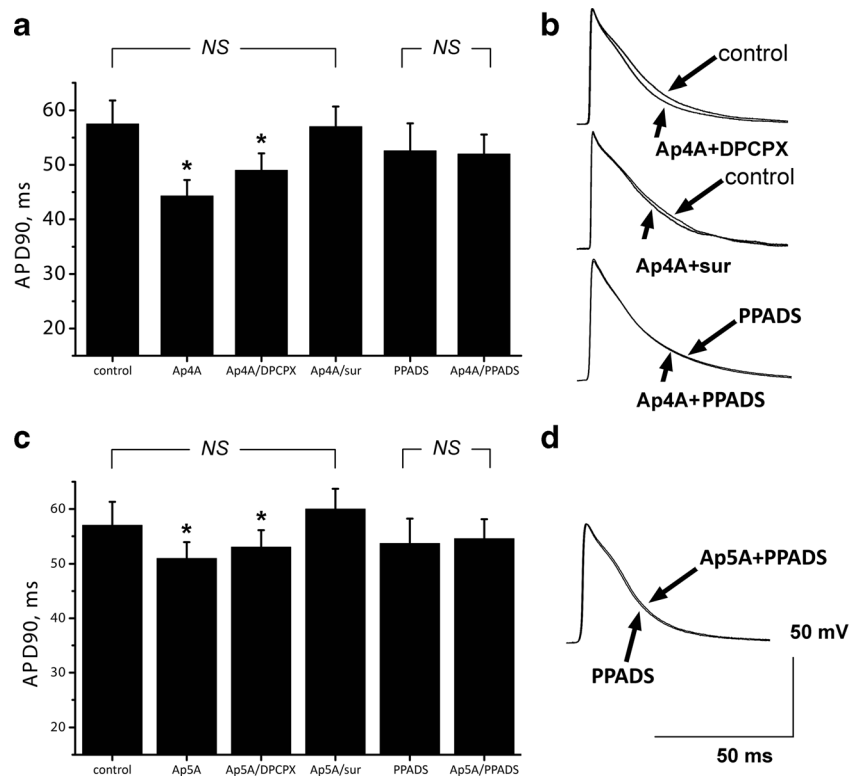 a
NS
NS
APD90, ms
60
50
40
30
20
control
Ap4A
Ap4A/DPCPX
Ap4A/sur
PPADS
Ap4A/PPADS
*
*
b
control
Ap4A+DPCPX
control
Ap4A+sur
PPADS
Ap4A+PPADS
c
NS
NS
APD90, ms
60
50
40
30
20
control
Ap5A
Ap5A/DPCPX
Ap5A/sur
PPADS
Ap5A/PPADS
*
*
d
Ap5A+PPADS
PPADS
50 mV
50 ms